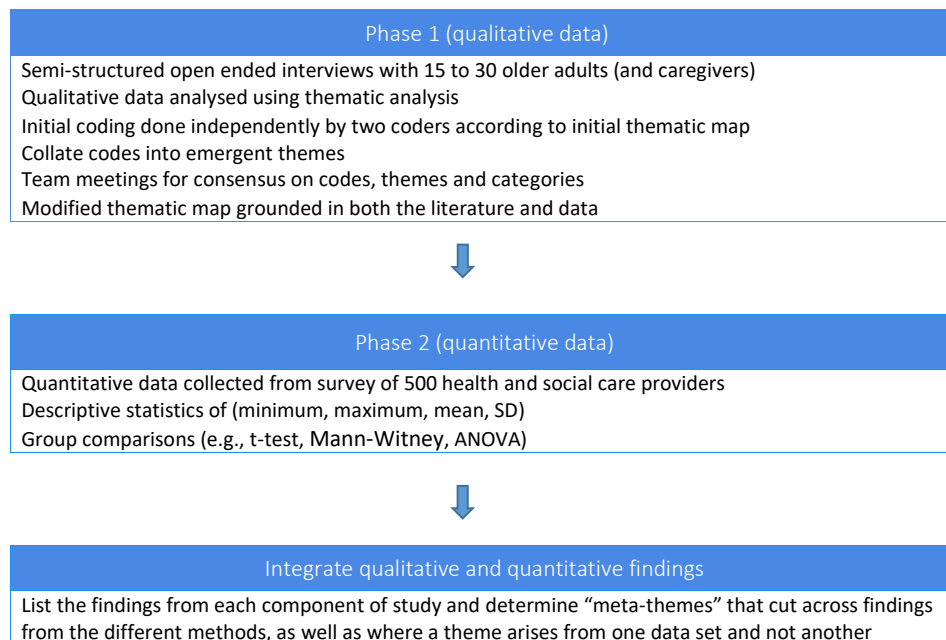 Phase 1 (qualitative data)
Semi-structured open ended interviews with 15 to 30 older adults (and caregivers)
Qualitative data analysed using thematic analysis
Initial coding done independently by two coders according to initial thematic map
Collate codes into emergent themes
Team meetings for consensus on codes, themes and categories
Modified thematic map grounded in both the literature and data
Phase 2 (quantitative data)
Quantitative data collected from survey of 500 health and social care providers
Descriptive statistics of (minimum, maximum, mean, SD)
Group comparisons (e.g., t-test, Mann-Witney, ANOVA)
Integrate qualitative and quantitative findings
List the findings from each component of study and determine “meta-themes” that cut across findings
from the different methods, as well as where a theme arises from one data set and not another